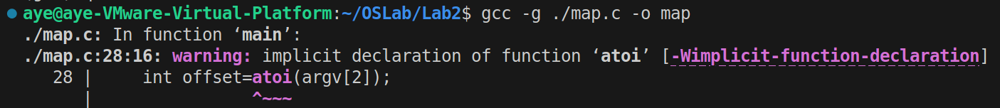 aye@aye-VMware-Virtual-Platform:~/OSLab/Lab2$ gcc -g ./map.c -o map
./map.c: In function ‘main’:
./map.c:28:16: warning: implicit declaration of function ‘atoi’ [-Wimplicit-function-declaration]
   28 |     int offset=atoi(argv[2]);
      |                ^~~~